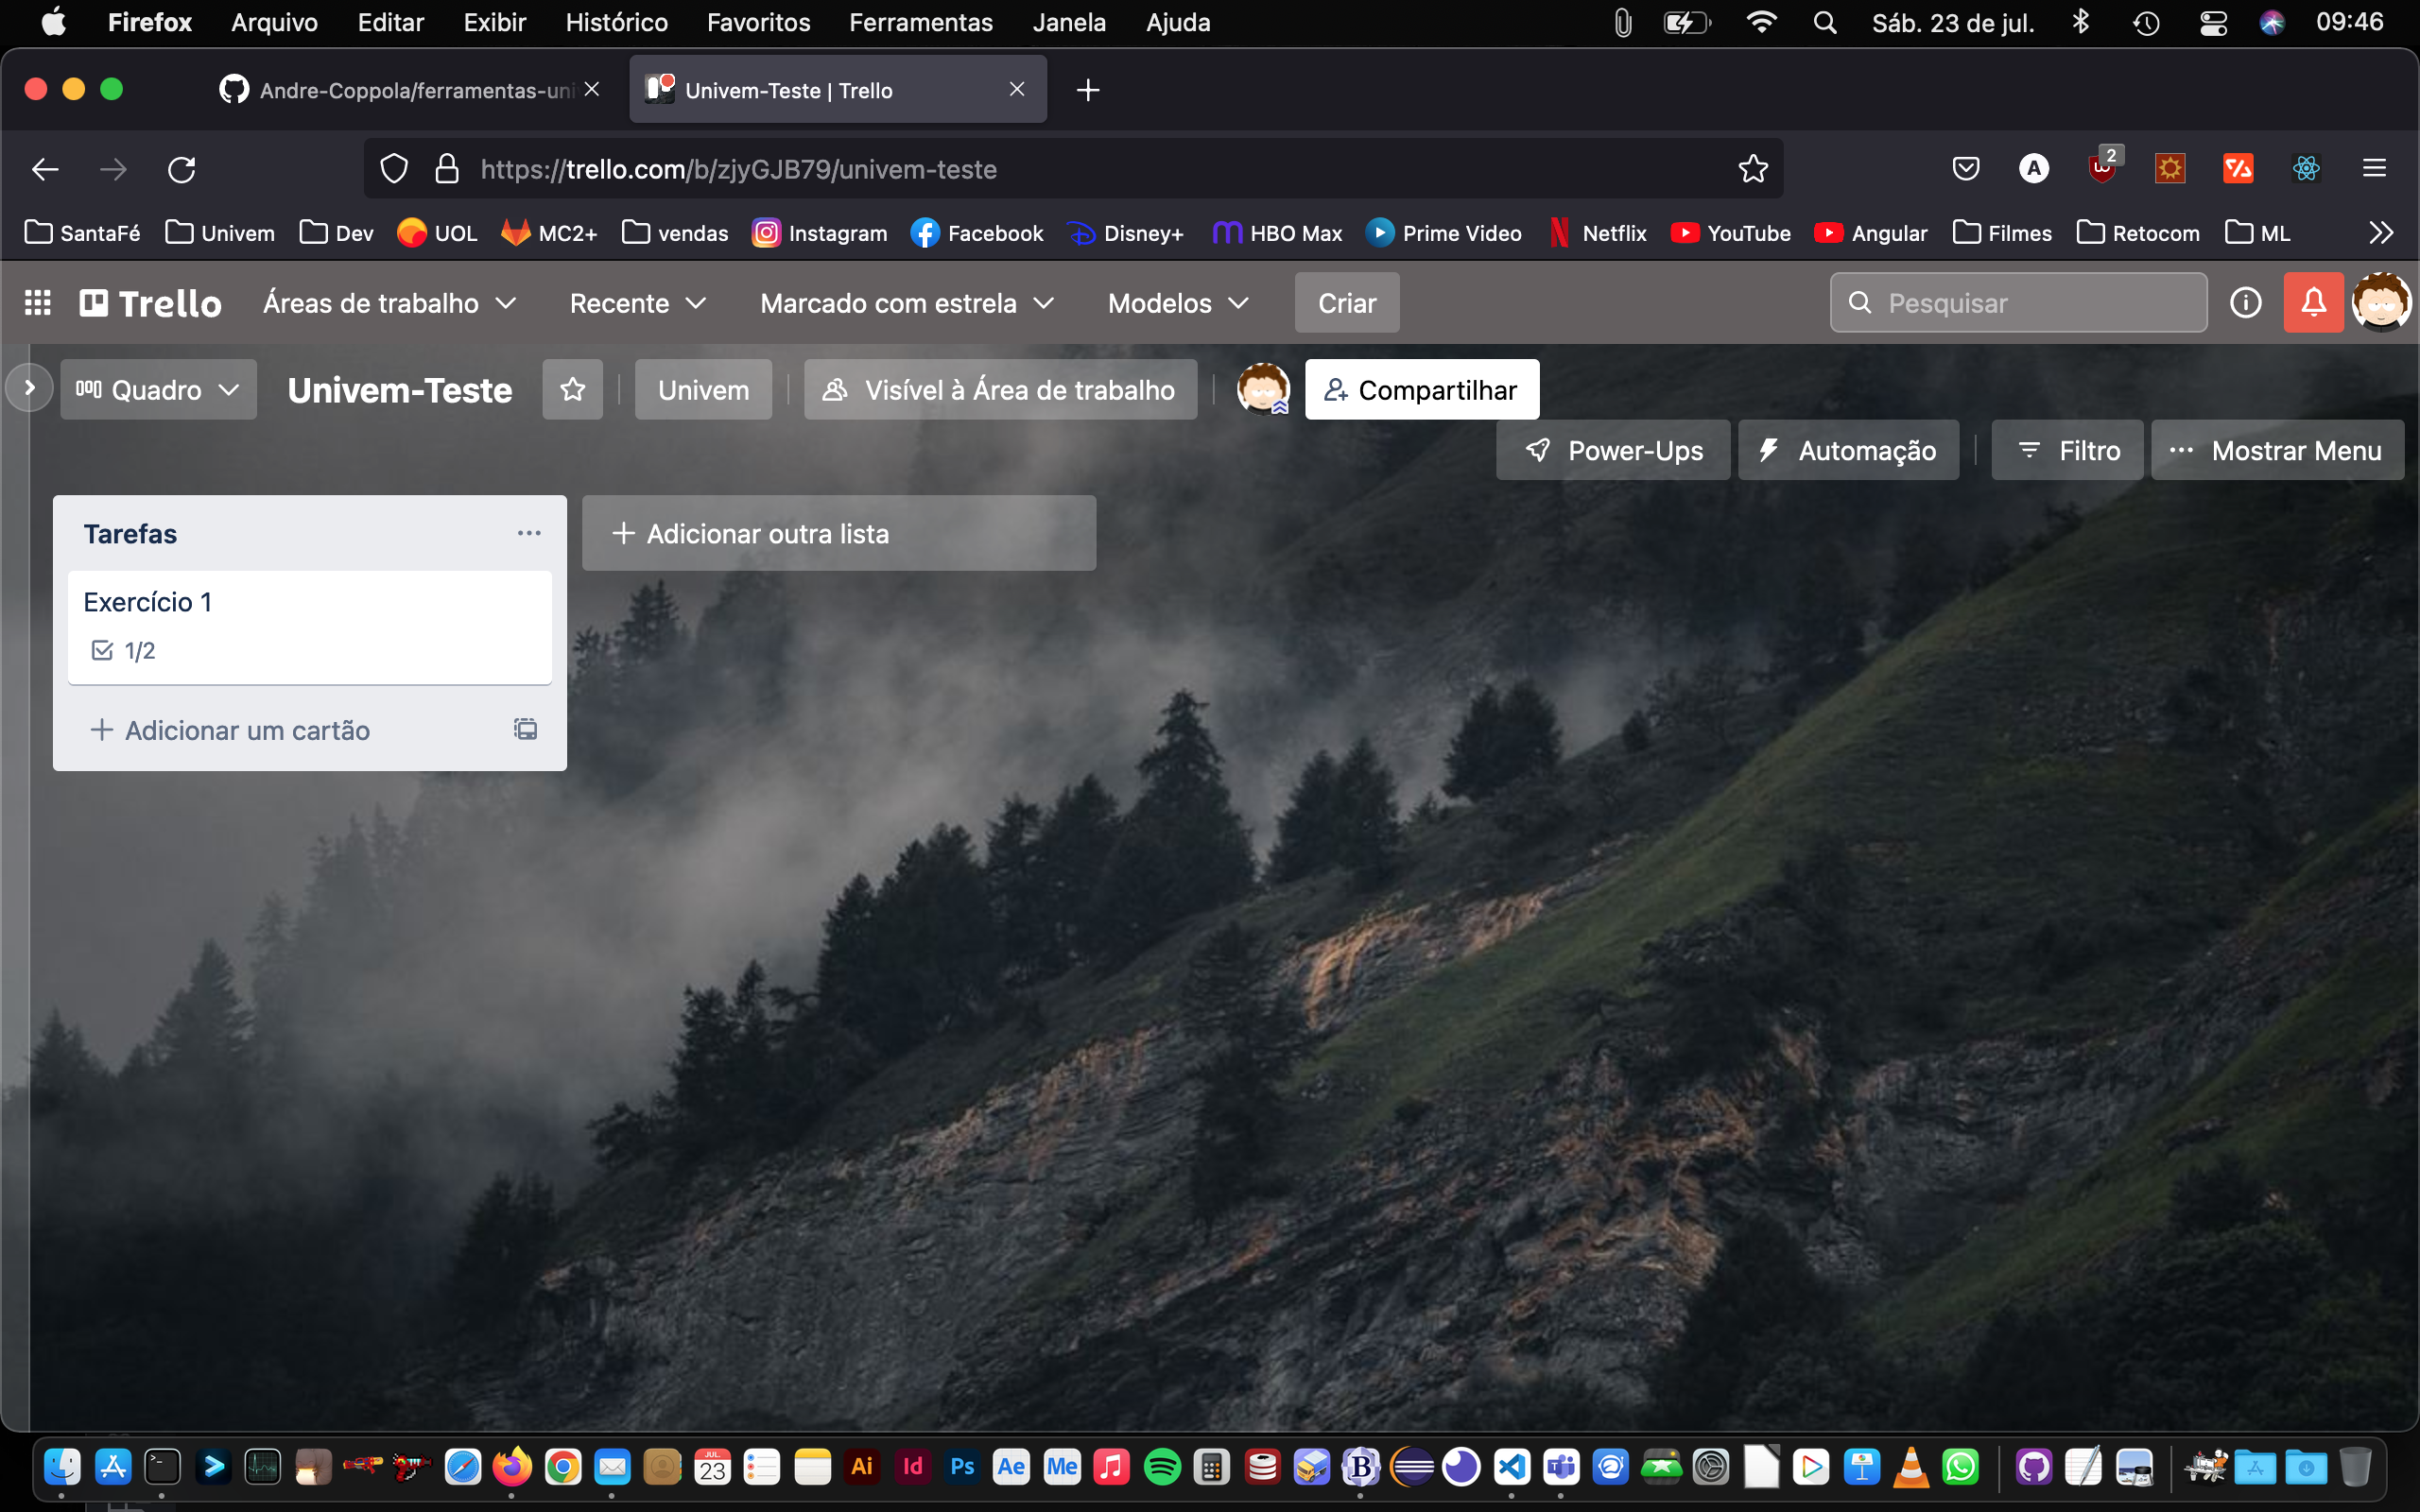 Firefox Arquivo Editar Exibir Histórico Favoritos Ferramentas Janela Ajuda Sáb. 23 de jul. 09:46
Andre-Coppola/ferramentas-uni Univem-Teste | Trello
https://trello.com/b/zjyGJB79/univem-teste A 2
SantaFé Univem Dev UOL MC2+ vendas Instagram Facebook Disney+ HBO Max Prime Video Netflix YouTube Angular Filmes Retocom ML
Trello Áreas de trabalho Recente Marcado com estrela Modelos Criar Pesquisar
Quadro Univem-Teste Univem Visível à Área de trabalho Compartilhar
Power-Ups Automação Filtro Mostrar Menu
Tarefas
Adicionar outra lista
Exercício 1
1/2
Adicionar um cartão
JUL.
23 Ai Id Ps Ae Me B